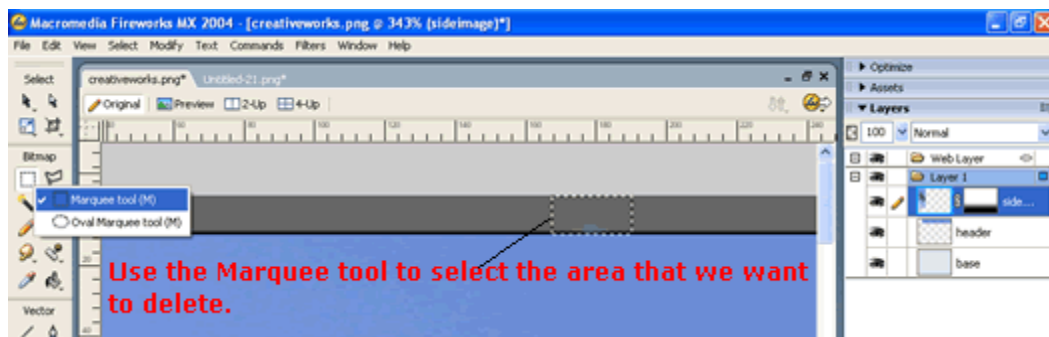 Macromedia Fireworks MX 2004 - [creativeworks.png @ 343% (sideimage)*]
File Edit View Select Modify Text Commands Filters Window Help
Select
creativeworks.png* Untitled-21.png*
Original Preview 2-Up 4-Up
Bitmap
Marquee tool (M)
Oval Marquee tool (M)
Use the Marquee tool to select the area that we want
to delete.
Vector
Optimize
Assets
Layers
100 Normal
Web Layer
Layer 1
side...
header
base